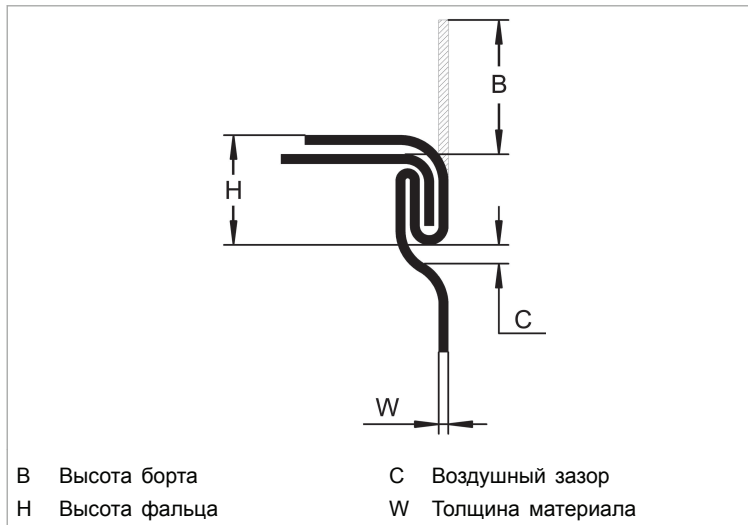 B
H
C
W
B Высота борта
C Воздушный зазор
H Высота фальца
W Толщина материала